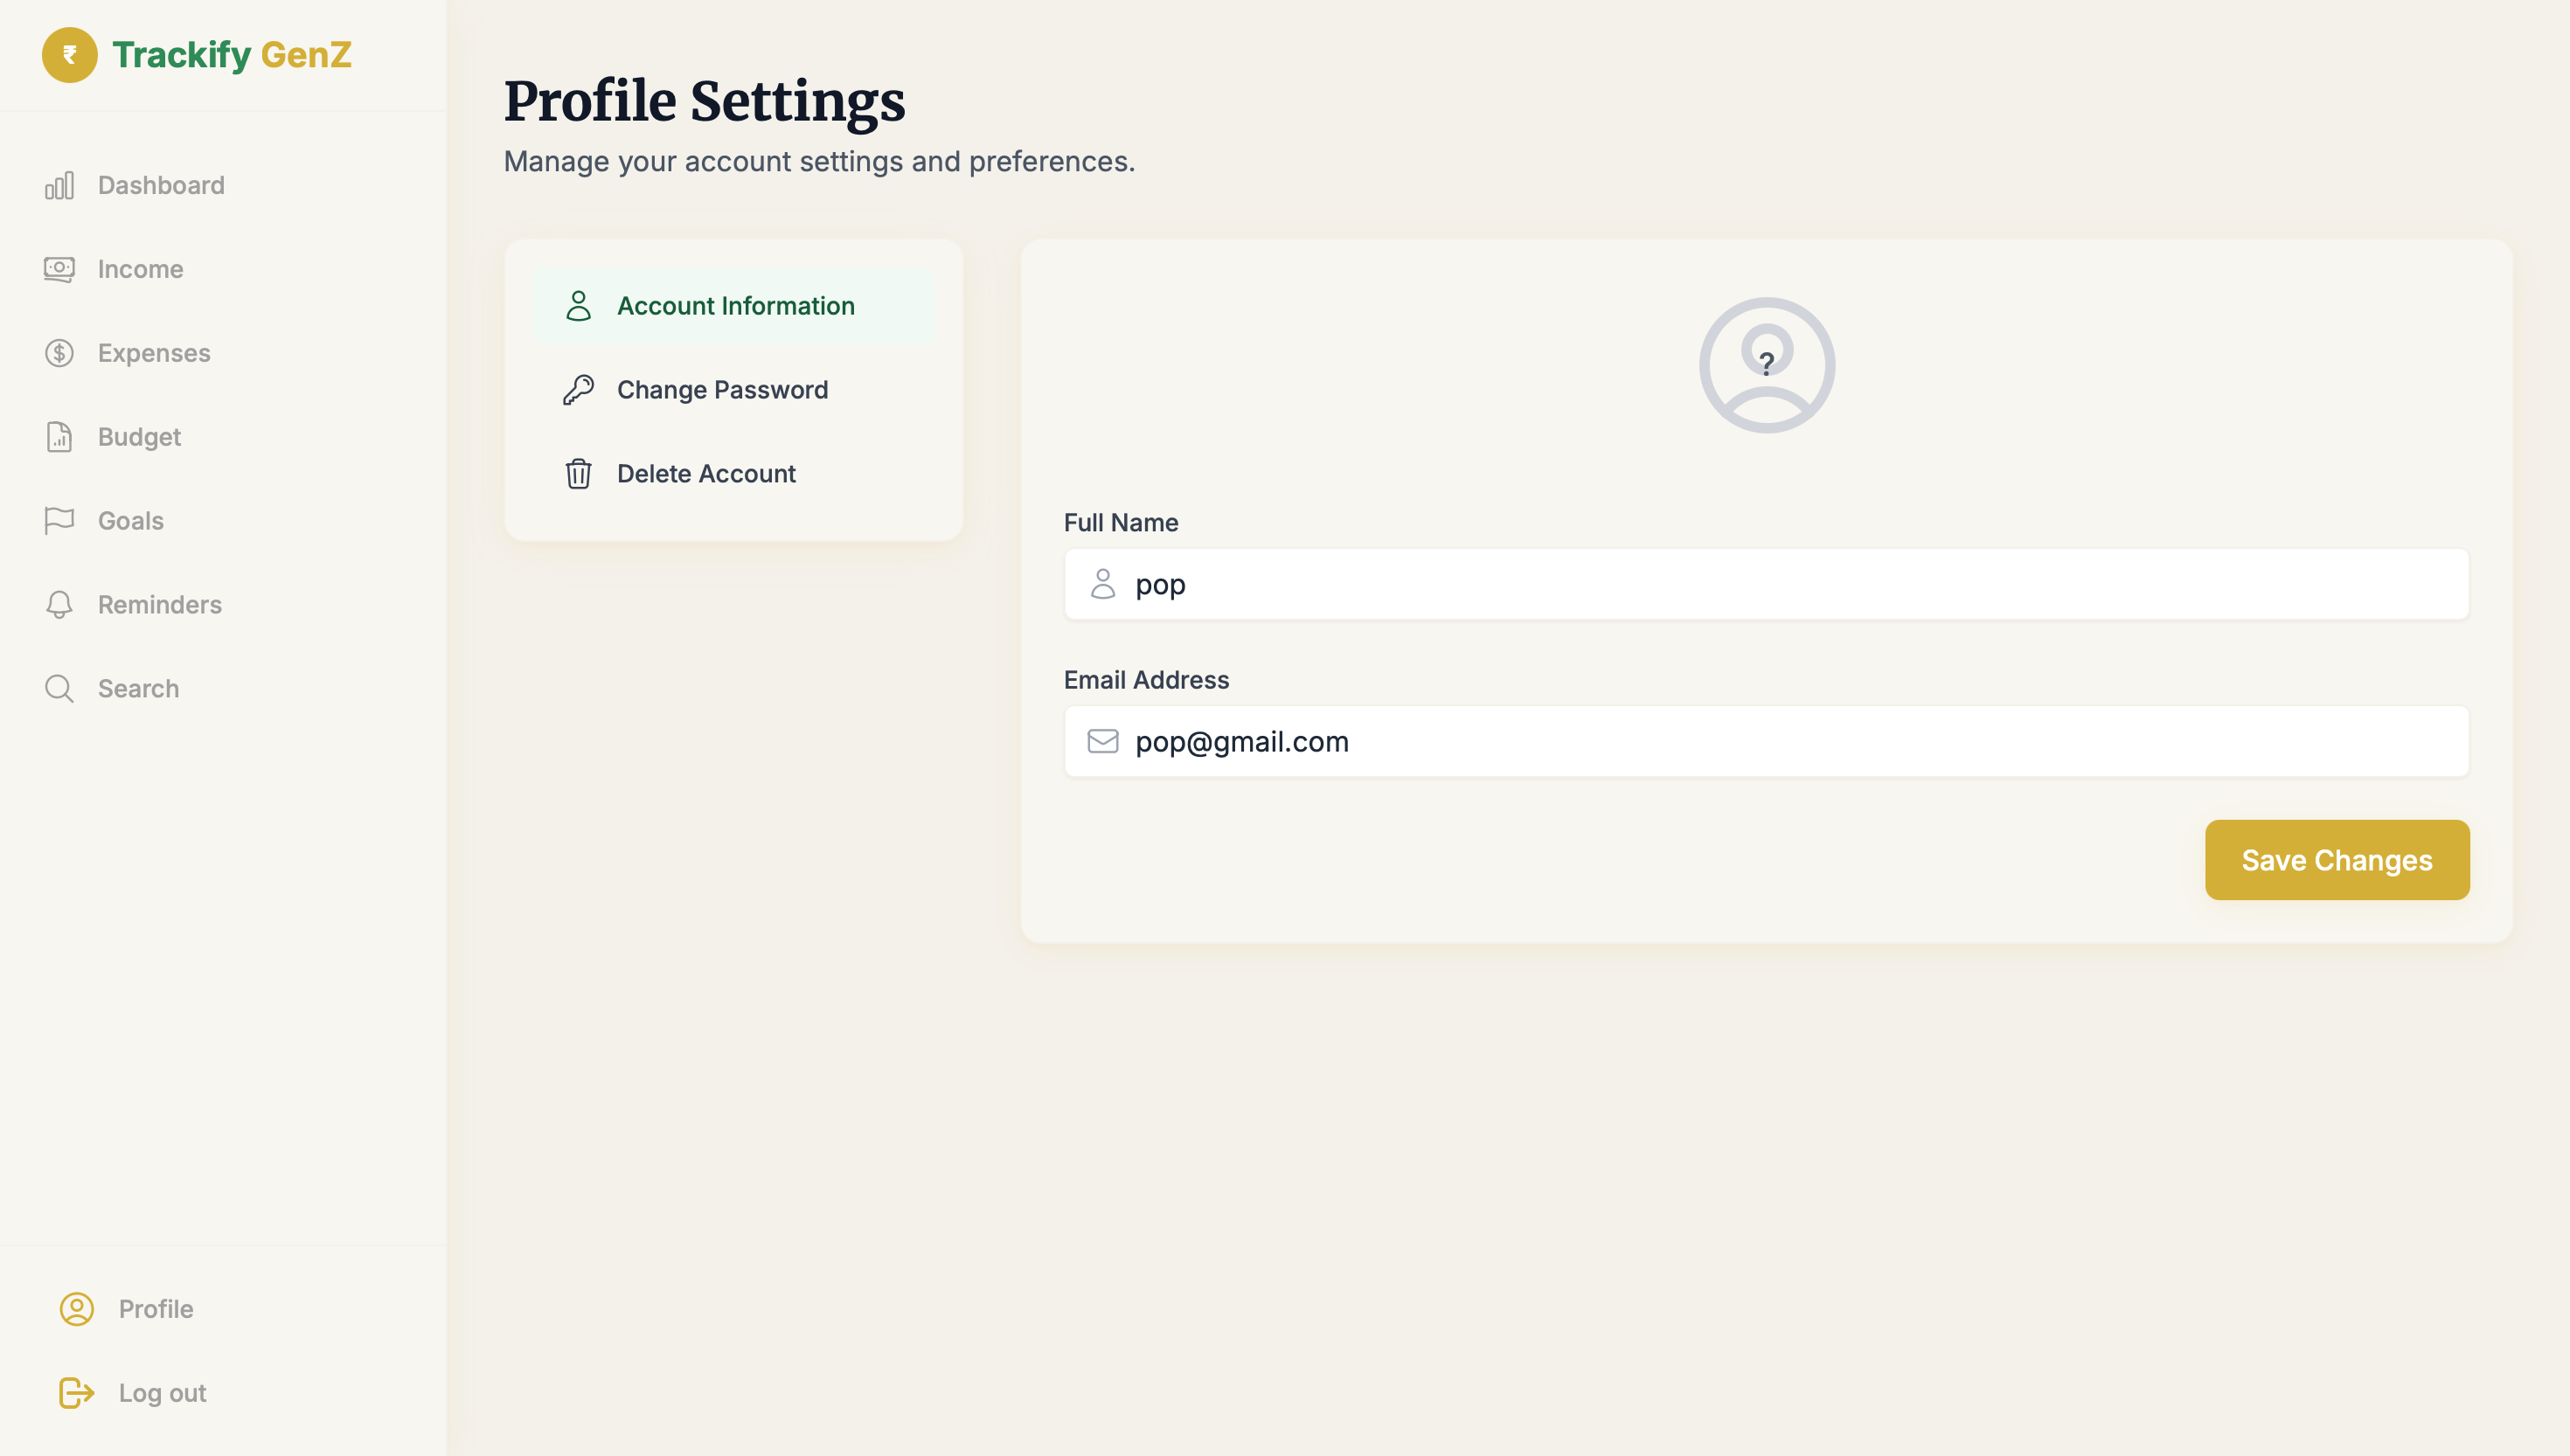 ₹ Trackify GenZ
Dashboard
Income
Expenses
Budget
Goals
Reminders
Search
Profile
Log out
Profile Settings
Manage your account settings and preferences.
Account Information
Change Password
Delete Account
?
Full Name
pop
Email Address
pop@gmail.com
Save Changes